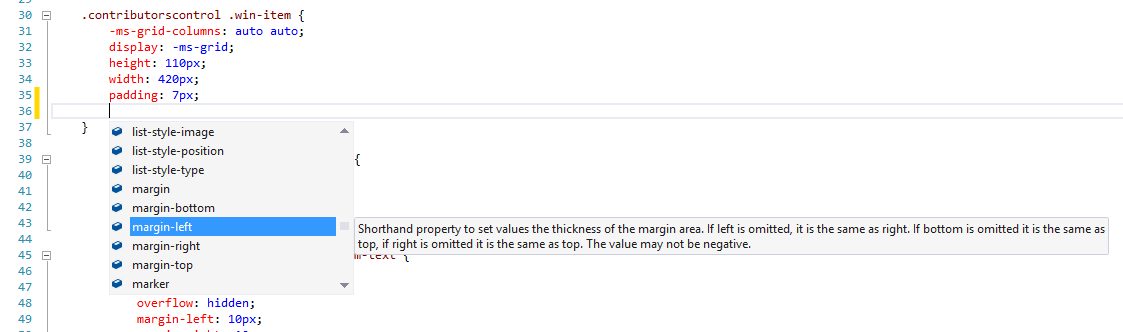 30 .contributorscontrol .win-item {
31 -ms-grid-columns: auto auto;
32 display: -ms-grid;
33 height: 110px;
34 width: 420px;
35 padding: 7px;
36
37 }
38 list-style-image
list-style-position
39 list-style-type {
40 margin
41 margin-bottom
42 margin-left
43 Shorthand property to set values the thickness of the margin area. If left is omitted, it is the same as right. If bottom is omitted it is the same as
44 margin-right top, if right is omitted it is the same as top. The value may not be negative.
45 margin-top m-text {
46 marker
47
48 overflow: hidden;
49 margin-left: 10px;